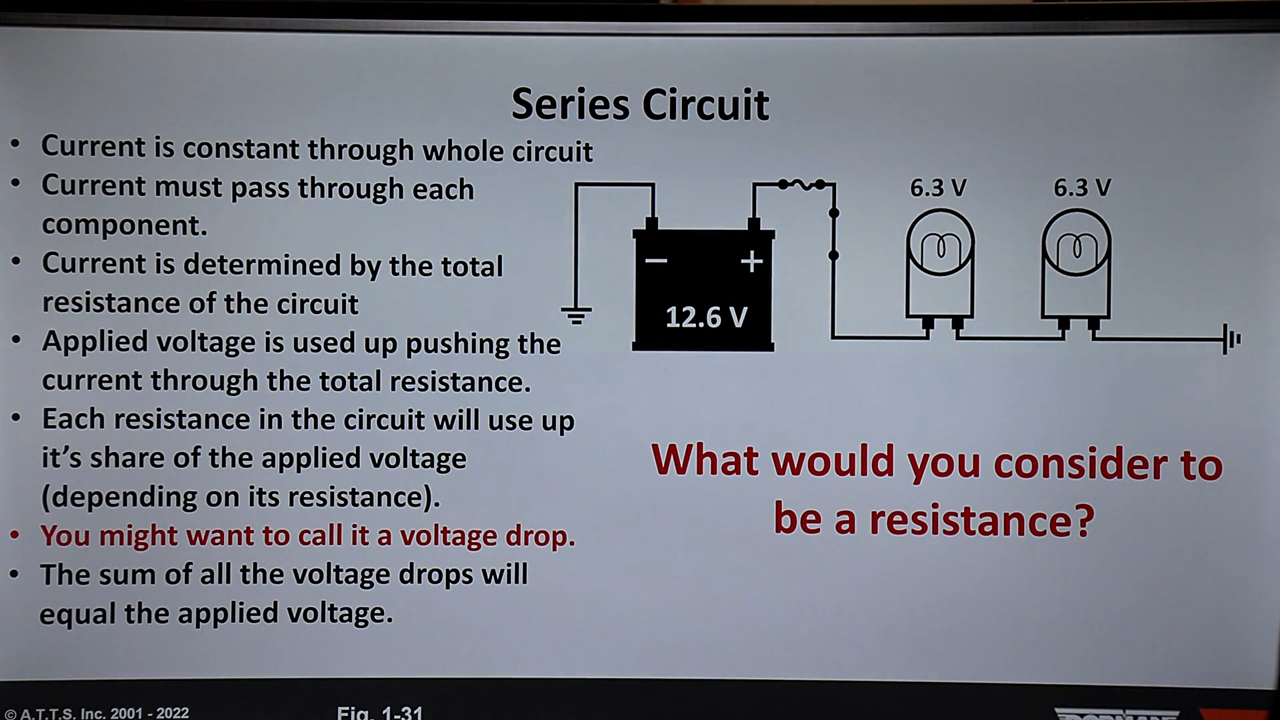 Series Circuit
• Current is constant through whole circuit
• Current must pass through each
component.
• Current is determined by the total
resistance of the circuit
• Applied voltage is used up pushing the
current through the total resistance.
• Each resistance in the circuit will use up
it’s share of the applied voltage
(depending on its resistance).
• You might want to call it a voltage drop.
• The sum of all the voltage drops will
equal the applied voltage.
6.3 V
6.3 V
− +
12.6 V
What would you consider to
be a resistance?
© A.T.T.S. Inc. 2001 - 2022
Fig. 1-31